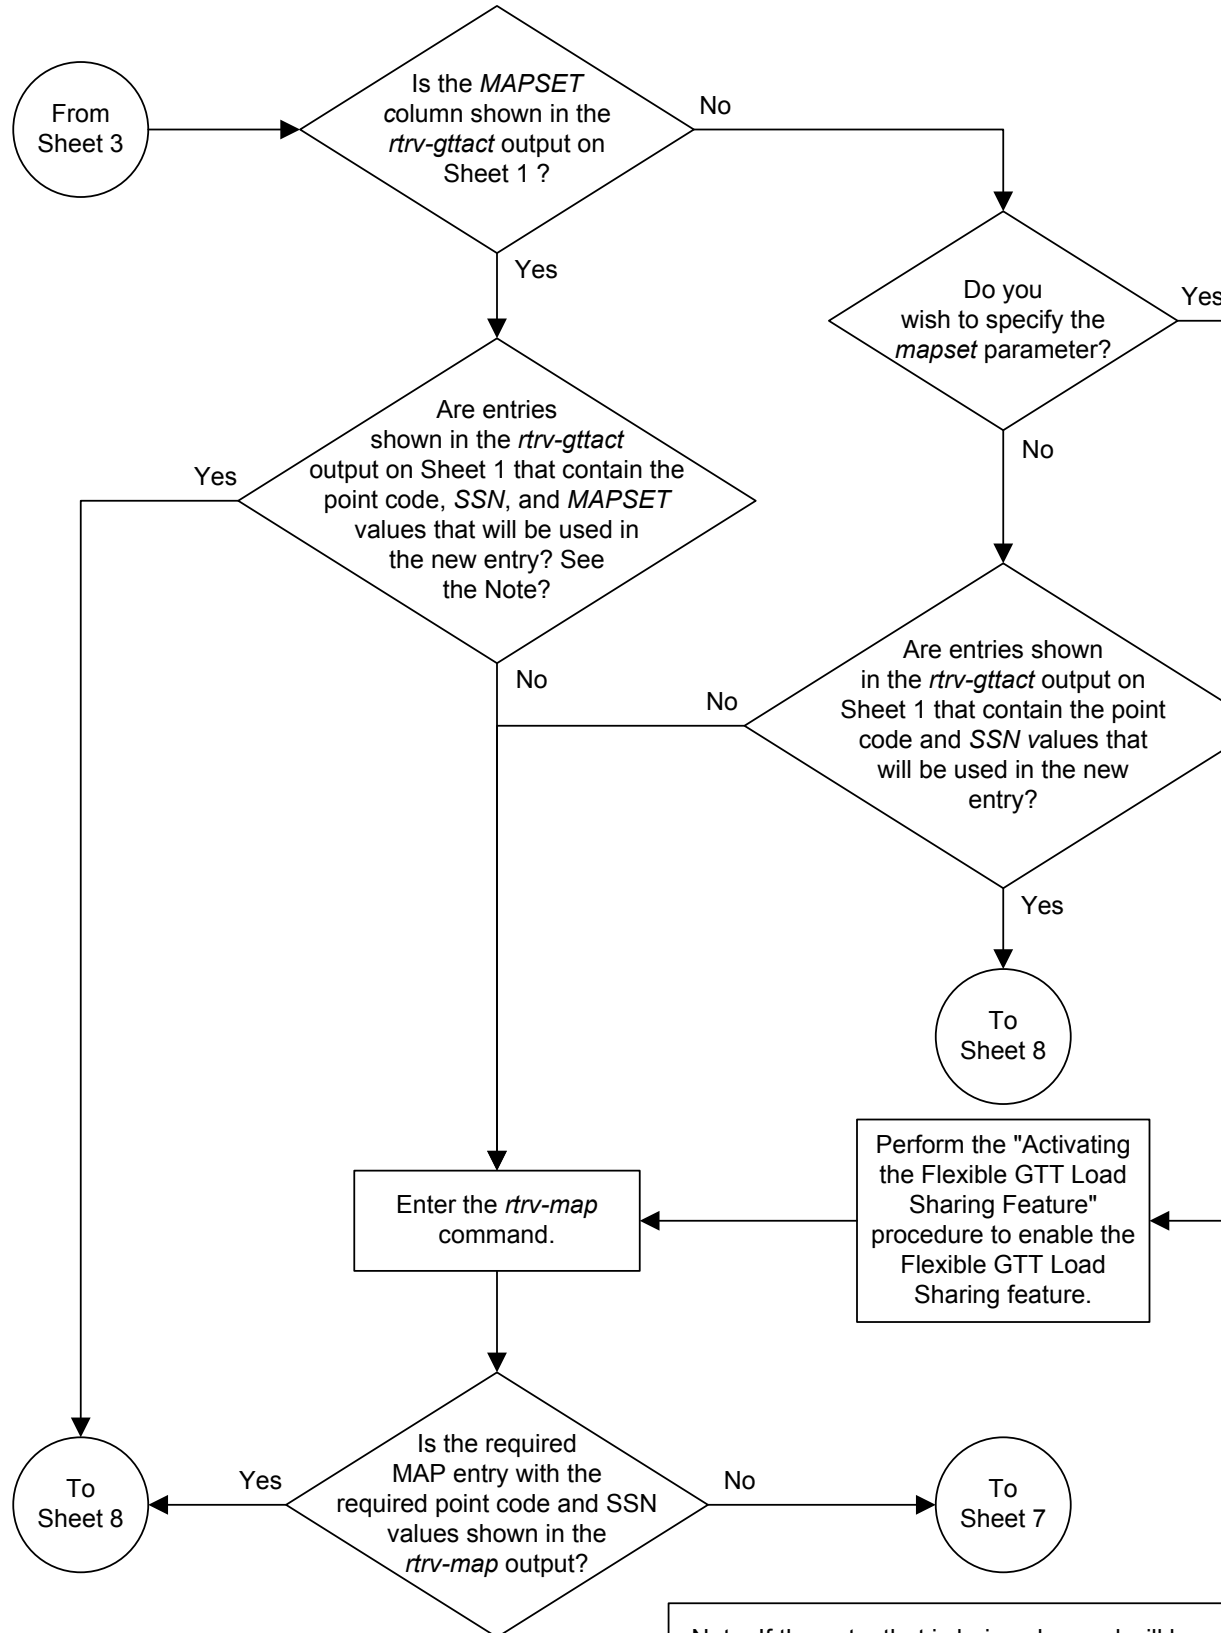 From
Sheet 3
Is the MAPSET
column shown in the
rtrv-gttact output on
Sheet 1 ?
No
Yes
Do you
wish to specify the
mapset parameter?
Yes
No
Are entries
shown in the rtrv-gttact
output on Sheet 1 that contain the
point code, SSN, and MAPSET
values that will be used in
the new entry? See
the Note?
Yes
No
Are entries shown
in the rtrv-gttact output on
Sheet 1 that contain the point
code and SSN values that
will be used in the new
entry?
No
Yes
To
Sheet 8
Perform the "Activating
the Flexible GTT Load
Sharing Feature"
procedure to enable the
Flexible GTT Load
Sharing feature.
Enter the rtrv-map
command.
Is the required
MAP entry with the
required point code and SSN
values shown in the
rtrv-map output?
Yes
No
To
Sheet 8
To
Sheet 7